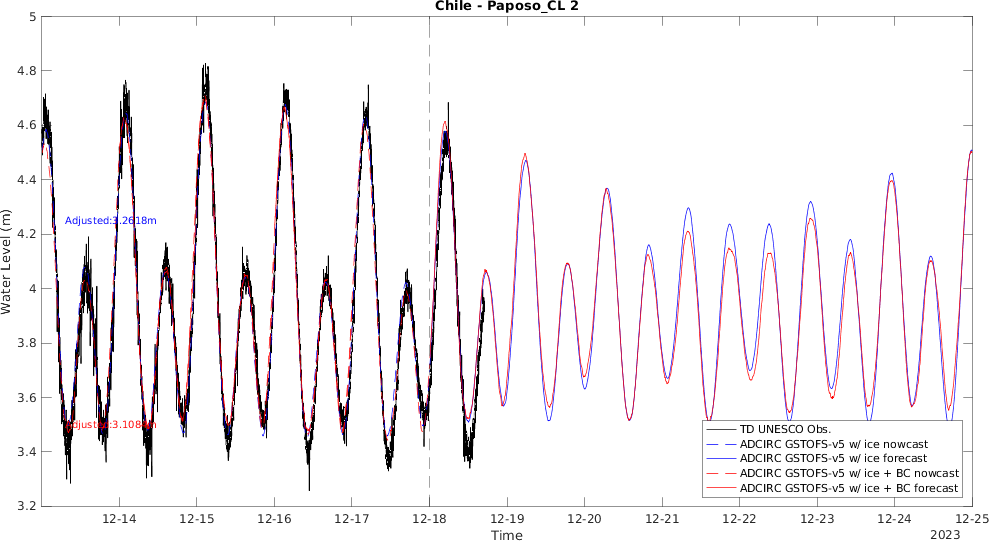 Chile - Paposo_CL 2
5
4.8
4.6
4.4
4.2
4
3.8
3.6
3.4
3.2
Water Level (m)
Adjusted:3.2618m
TD UNESCO Obs.
ADCIRC GSTOFS-v5 w/ ice nowcast
ADCIRC GSTOFS-v5 w/ ice forecast
ADCIRC GSTOFS-v5 w/ ice + BC nowcast
ADCIRC GSTOFS-v5 w/ ice + BC forecast
12-14 12-15 12-16 12-17 12-18 12-19 12-20 12-21 12-22 12-23 12-24 12-25
Time
2023